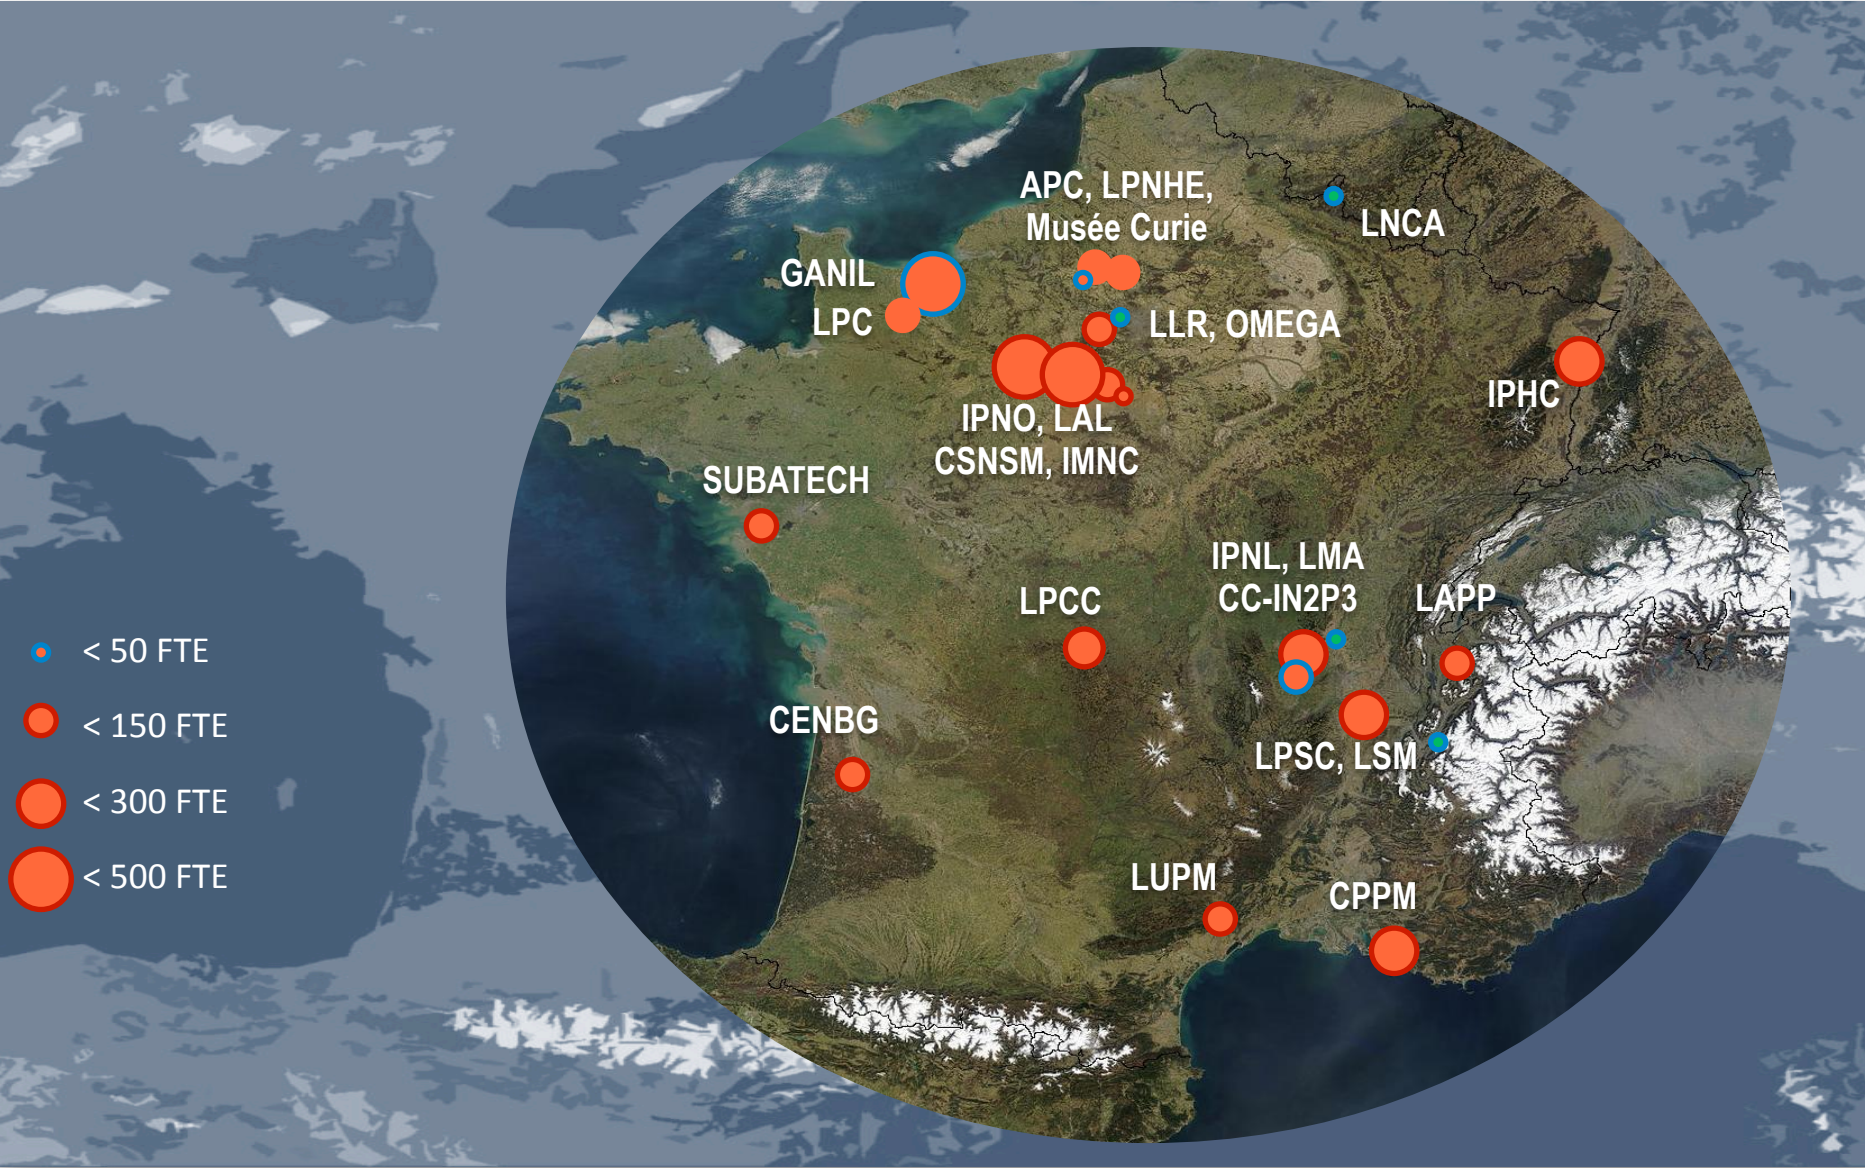 APC, LPNHE,
Musée Curie
LNCA
GANIL
LPC
LLR, OMEGA
IPHC
IPNO, LAL
CSNSM, IMNC
SUBATECH
IPNL, LMA
CC-IN2P3
LPCC
LAPP
< 50 FTE
< 150 FTE
CENBG
LPSC, LSM
< 300 FTE
< 500 FTE
LUPM
CPPM